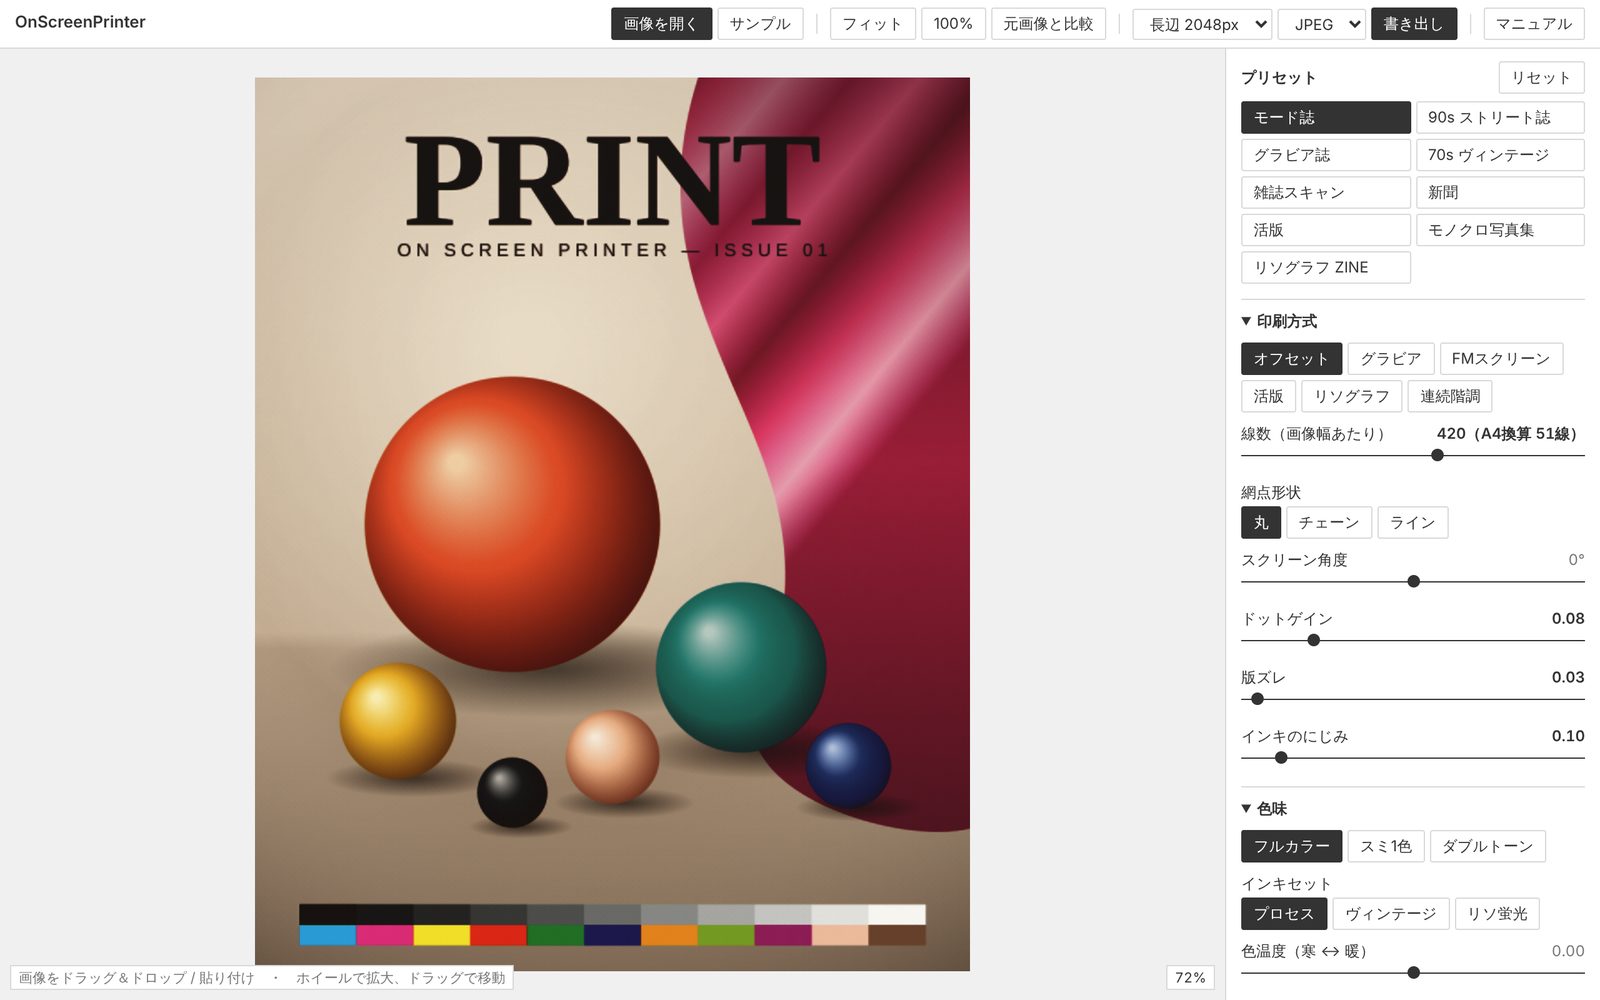 OnScreenPrinter
画像を開く サンプル フィット 100% 元画像と比較 長辺 2048px JPEG 書き出し マニュアル
PRINT
ON SCREEN PRINTER — ISSUE 01
画像をドラッグ＆ドロップ / 貼り付け ・ ホイールで拡大、ドラッグで移動
72%
プリセット リセット
モード誌 90s ストリート誌
グラビア誌 70s ヴィンテージ
雑誌スキャン 新聞
活版 モノクロ写真集
リソグラフ ZINE
▼ 印刷方式
オフセット グラビア FMスクリーン
活版 リソグラフ 連続階調
線数（画像幅あたり） 420（A4換算 51線）
網点形状
丸 チェーン ライン
スクリーン角度 0°
ドットゲイン 0.08
版ズレ 0.03
インキのにじみ 0.10
▼ 色味
フルカラー スミ1色 ダブルトーン
インキセット
プロセス ヴィンテージ リソ蛍光
色温度（寒 ↔ 暖） 0.00